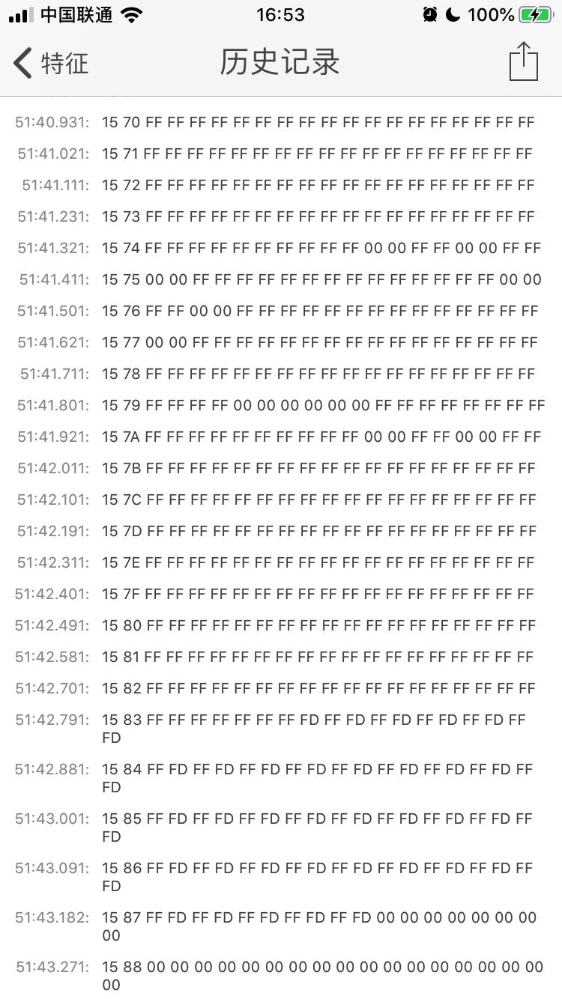 中国联通 16:53 100%
特征 历史记录
51:40.931: 15 70 FF FF FF FF FF FF FF FF FF FF FF FF FF FF FF FF FF FF
51:41.021: 15 71 FF FF FF FF FF FF FF FF FF FF FF FF FF FF FF FF FF FF
51:41.111: 15 72 FF FF FF FF FF FF FF FF FF FF FF FF FF FF FF FF FF FF
51:41.231: 15 73 FF FF FF FF FF FF FF FF FF FF FF FF FF FF FF FF FF FF
51:41.321: 15 74 FF FF FF FF FF FF FF FF FF FF 00 00 FF FF 00 00 FF FF
51:41.411: 15 75 00 00 FF FF FF FF FF FF FF FF FF FF FF FF FF FF 00 00
51:41.501: 15 76 FF FF 00 00 FF FF FF FF FF FF FF FF FF FF FF FF FF FF
51:41.621: 15 77 00 00 FF FF FF FF FF FF FF FF FF FF FF FF FF FF FF FF
51:41.711: 15 78 FF FF FF FF FF FF FF FF FF FF FF FF FF FF FF FF FF FF
51:41.801: 15 79 FF FF FF FF 00 00 00 00 00 00 FF FF FF FF FF FF FF FF
51:41.921: 15 7A FF FF FF FF FF FF FF FF FF FF 00 00 FF FF 00 00 FF FF
51:42.011: 15 7B FF FF FF FF FF FF FF FF FF FF FF FF FF FF FF FF FF FF
51:42.101: 15 7C FF FF FF FF FF FF FF FF FF FF FF FF FF FF FF FF FF FF
51:42.191: 15 7D FF FF FF FF FF FF FF FF FF FF FF FF FF FF FF FF FF FF
51:42.311: 15 7E FF FF FF FF FF FF FF FF FF FF FF FF FF FF FF FF FF FF
51:42.401: 15 7F FF FF FF FF FF FF FF FF FF FF FF FF FF FF FF FF FF FF
51:42.491: 15 80 FF FF FF FF FF FF FF FF FF FF FF FF FF FF FF FF FF FF
51:42.581: 15 81 FF FF FF FF FF FF FF FF FF FF FF FF FF FF FF FF FF FF
51:42.701: 15 82 FF FF FF FF FF FF FF FF FF FF FF FF FF FF FF FF FF FF
51:42.791: 15 83 FF FF FF FF FF FF FF FD FF FD FF FD FF FD FF FD FF
FD
51:42.881: 15 84 FF FD FF FD FF FD FF FD FF FD FF FD FF FD FF FD FF
FD
51:43.001: 15 85 FF FD FF FD FF FD FF FD FF FD FF FD FF FD FF FD FF
FD
51:43.091: 15 86 FF FD FF FD FF FD FF FD FF FD FF FD FF FD FF FD FF
FD
51:43.182: 15 87 FF FD FF FD FF FD FF FD FF FD 00 00 00 00 00 00 00
00
51:43.271: 15 88 00 00 00 00 00 00 00 00 00 00 00 00 00 00 00 00 00
00